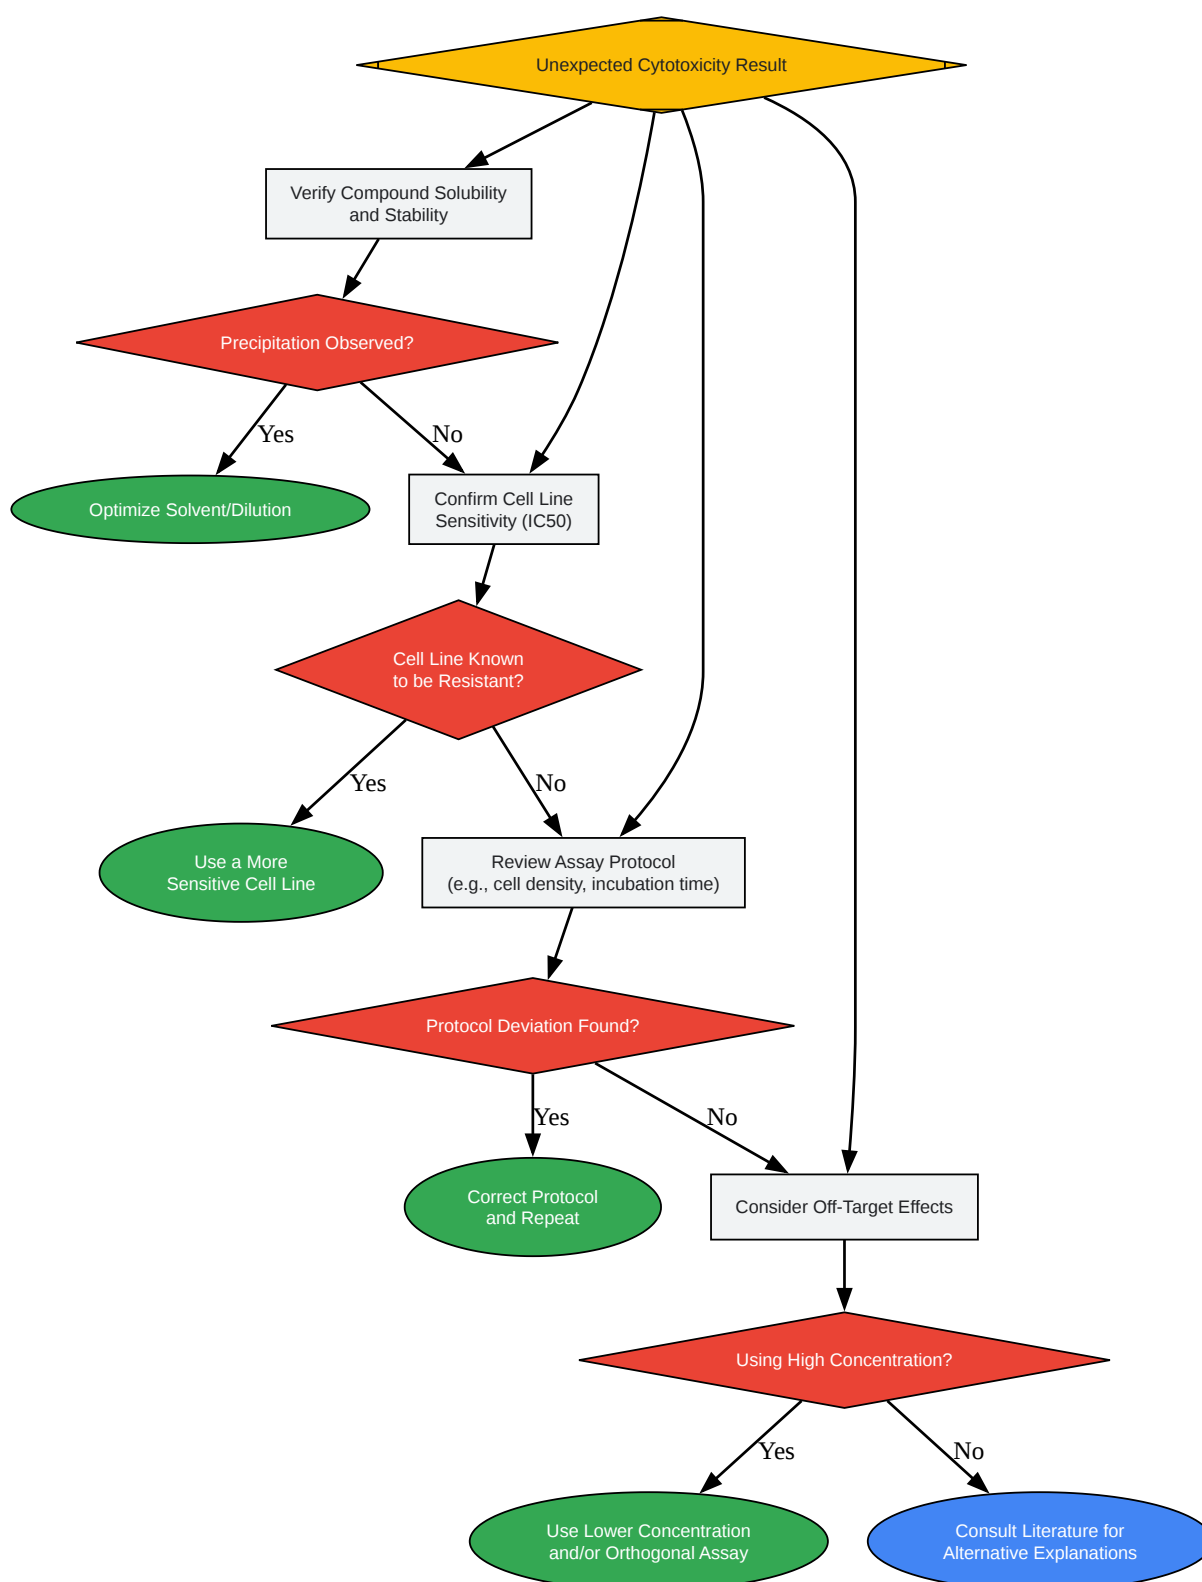 Unexpected Cytotoxicity Result
Verify Compound Solubility
and Stability
Precipitation Observed?
Yes
No
Optimize Solvent/Dilution
Confirm Cell Line
Sensitivity (IC50)
Cell Line Known
to be Resistant?
Yes
No
Use a More
Sensitive Cell Line
Review Assay Protocol
(e.g., cell density, incubation time)
Protocol Deviation Found?
Yes
No
Correct Protocol
and Repeat
Consider Off-Target Effects
Using High Concentration?
Yes
No
Use Lower Concentration
and/or Orthogonal Assay
Consult Literature for
Alternative Explanations